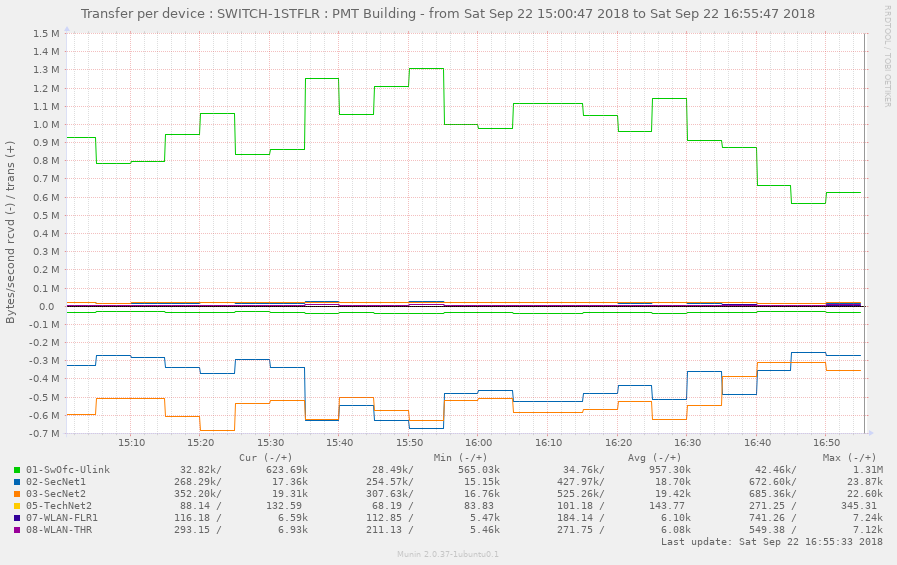 Transfer per device : SWITCH-1STFLR : PMT Building - from Sat Sep 22 15:00:47 2018 to Sat Sep 22 16:55:47 2018
RRDTOOL / TOBI OETIKER
Bytes/second rcvd (-) / trans (+)
1.5 M
1.4 M
1.3 M
1.2 M
1.1 M
1.0 M
0.9 M
0.8 M
0.7 M
0.6 M
0.5 M
0.4 M
0.3 M
0.2 M
0.1 M
0.0
-0.1 M
-0.2 M
-0.3 M
-0.4 M
-0.5 M
-0.6 M
-0.7 M
15:10 15:20 15:30 15:40 15:50 16:00 16:10 16:20 16:30 16:40 16:50
Cur (-/+) Min (-/+) Avg (-/+) Max (-/+)
01-SwOfc-Ulink 32.82k/ 623.69k 28.49k/ 565.03k 34.76k/ 957.30k 42.46k/ 1.31M
02-SecNet1 268.29k/ 17.36k 254.57k/ 15.15k 427.97k/ 18.70k 672.60k/ 23.87k
03-SecNet2 352.20k/ 19.31k 307.63k/ 16.76k 525.26k/ 19.42k 685.36k/ 22.60k
05-TechNet2 88.14 / 132.59 68.19 / 83.83 101.18 / 143.77 271.25 / 345.31
07-WLAN-FLR1 116.18 / 6.59k 112.85 / 5.47k 184.14 / 6.10k 741.26 / 7.24k
08-WLAN-THR 293.15 / 6.93k 211.13 / 5.46k 271.75 / 6.08k 549.38 / 7.12k
Last update: Sat Sep 22 16:55:33 2018
Munin 2.0.37-1ubuntu0.1